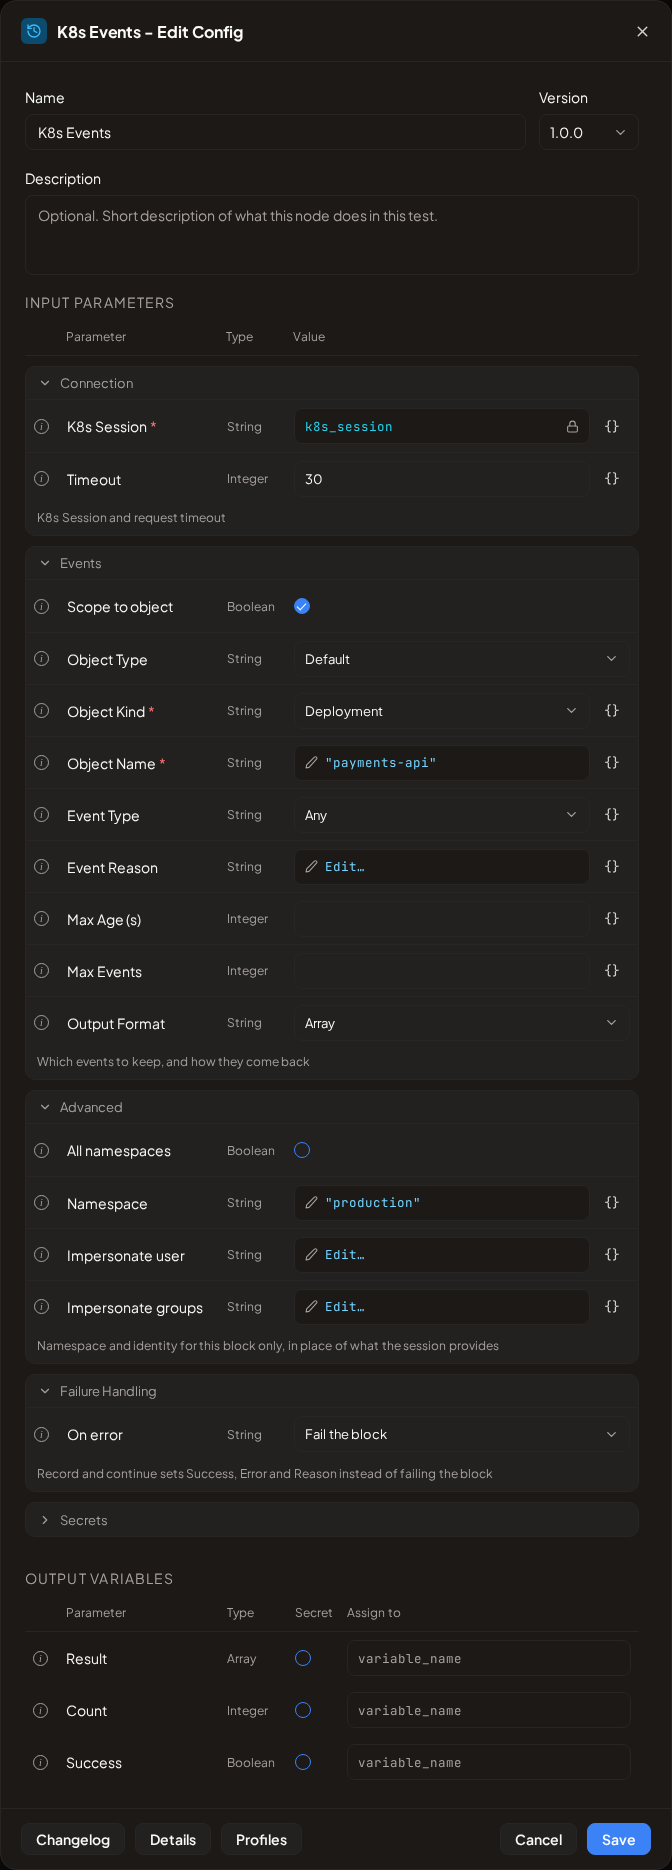 K8s Events - Edit Config
Name
Version
K8s Events
1.0.0
Description
Optional. Short description of what this node does in this test.
INPUT PARAMETERS
Parameter Type Value
Connection
K8s Session * String k8s_session {}
Timeout Integer 30 {}
K8s Session and request timeout
Events
Scope to object Boolean
Object Type String Default
Object Kind * String Deployment {}
Object Name * String "payments-api" {}
Event Type String Any {}
Event Reason String Edit… {}
Max Age (s) Integer {}
Max Events Integer {}
Output Format String Array
Which events to keep, and how they come back
Advanced
All namespaces Boolean
Namespace String "production" {}
Impersonate user String Edit… {}
Impersonate groups String Edit… {}
Namespace and identity for this block only, in place of what the session provides
Failure Handling
On error String Fail the block
Record and continue sets Success, Error and Reason instead of failing the block
Secrets
OUTPUT VARIABLES
Parameter Type Secret Assign to
Result Array variable_name
Count Integer variable_name
Success Boolean variable_name
Changelog Details Profiles Cancel Save